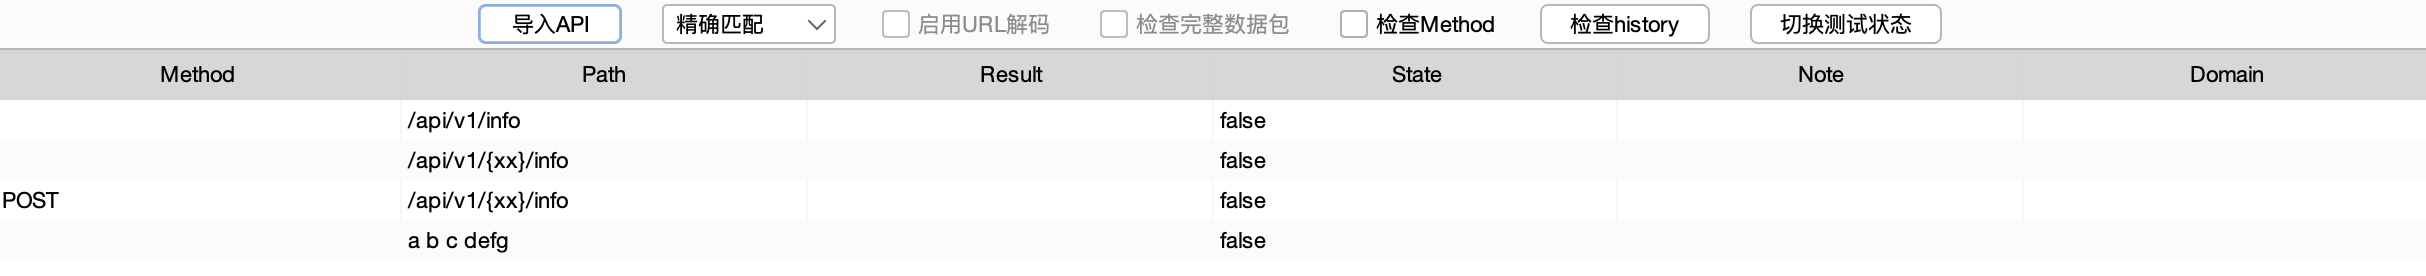 导入API 精确匹配 启用URL解码 检查完整数据包 检查Method 检查history 切换测试状态
Method Path Result State Note Domain
/api/v1/info false
/api/v1/{xx}/info false
POST /api/v1/{xx}/info false
a b c defg false